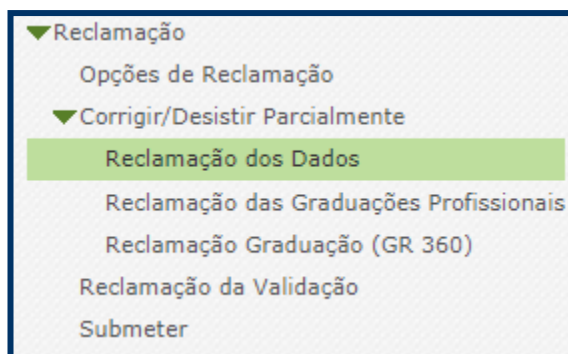 Reclamação
Opções de Reclamação
Corrigir/Desistir Parcialmente
Reclamação dos Dados
Reclamação das Graduações Profissionais
Reclamação Graduação (GR 360)
Reclamação da Validação
Submeter